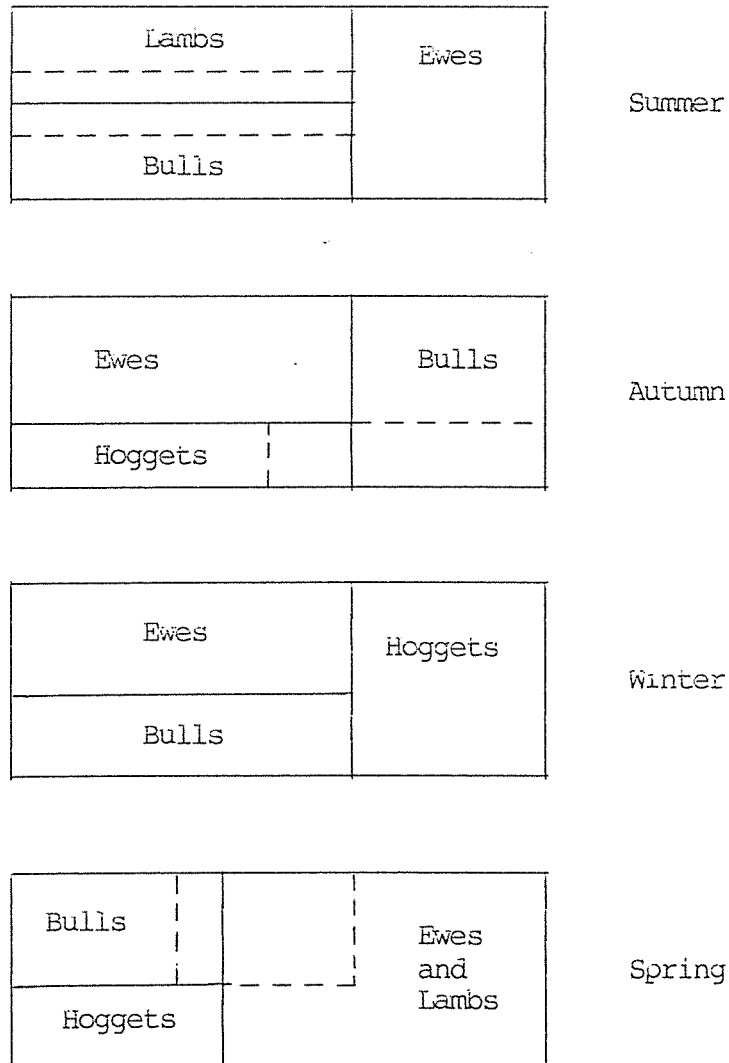 Lambs
Ewes
Summer
Bulls
Ewes
Bulls
Autumn
Hoggets
Ewes
Hoggets
Winter
Bulls
Bulls
Ewes
and
Lambs
Spring
Hoggets